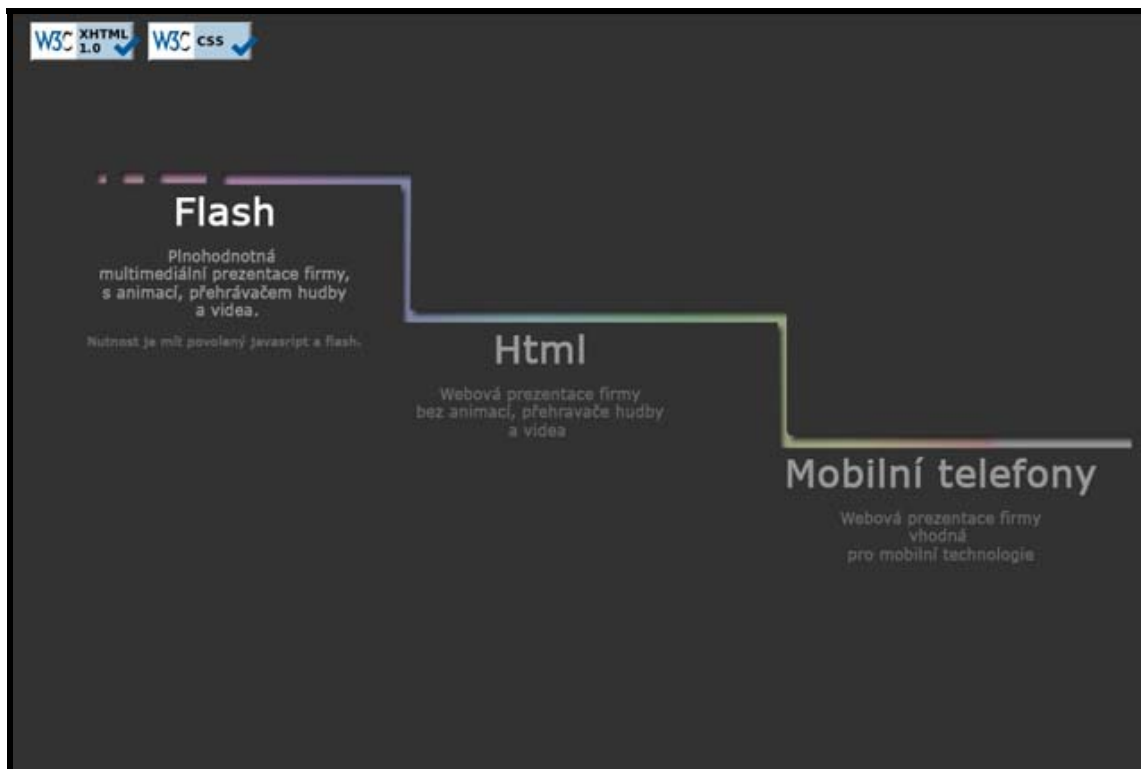 W3C XHTML 1.0
W3C css
Flash
Plnohodnotná
multimediální prezentace firmy,
s animací, přehrávačem hudby
a videa.
Nutnost je mít povolený javasript a flash.
Html
Webová prezentace firmy
bez animací, přehravače hudby
a videa
Mobilní telefony
Webová prezentace firmy
vhodná
pro mobilní technologie